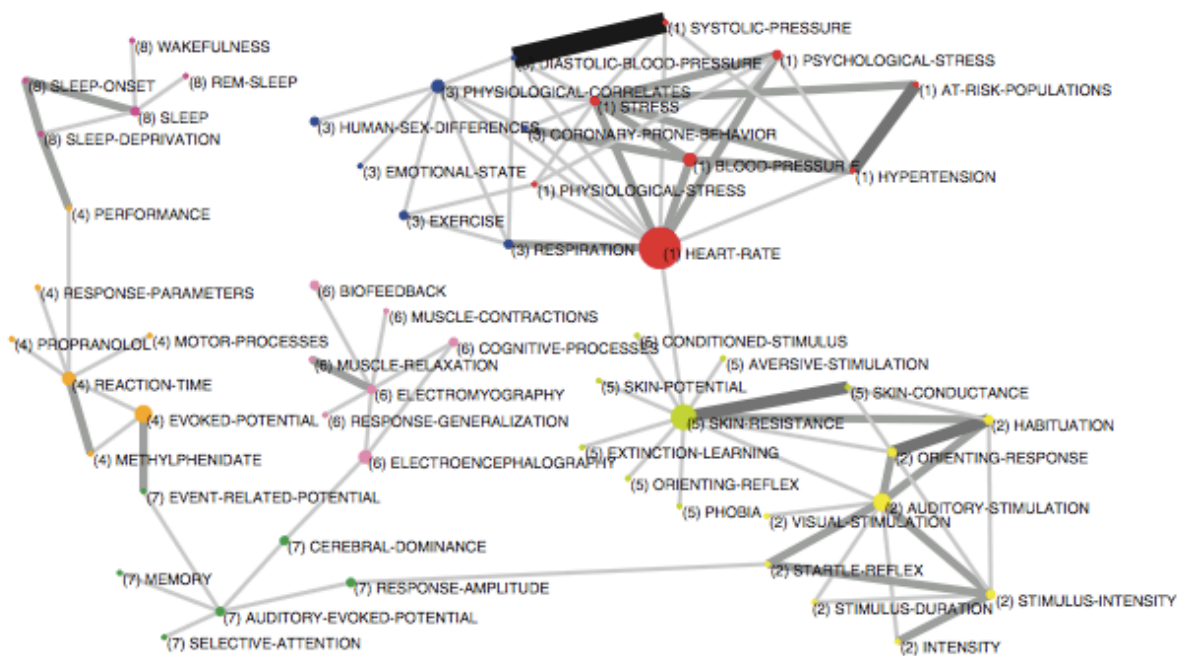 (1) SYSTOLIC-PRESSURE
(8) WAKEFULNESS
(3) DIASTOLIC-BLOOD-PRESSURE
(1) PSYCHOLOGICAL-STRESS
(8) SLEEP-ONSET
(8) REM-SLEEP
(3) PHYSIOLOGICAL-CORRELATES
(1) AT-RISK-POPULATIONS
(1) STRESS
(8) SLEEP
(3) HUMAN-SEX-DIFFERENCES
(3) CORONARY-PRONE-BEHAVIOR
(8) SLEEP-DEPRIVATION
(1) BLOOD-PRESSUR E
(3) EMOTIONAL-STATE
(1) HYPERTENSION
(1) PHYSIOLOGICAL-STRESS
(4) PERFORMANCE
(3) EXERCISE
(3) RESPIRATION
(1) HEART-RATE
(4) RESPONSE-PARAMETERS
(6) BIOFEEDBACK
(6) MUSCLE-CONTRACTIONS
(4) PROPRANOLOL
(4) MOTOR-PROCESSES
(6) COGNITIVE-PROCESSES
(5) CONDITIONED-STIMULUS
(6) MUSCLE-RELAXATION
(5) AVERSIVE-STIMULATION
(4) REACTION-TIME
(6) ELECTROMYOGRAPHY
(5) SKIN-POTENTIAL
(5) SKIN-CONDUCTANCE
(4) EVOKED-POTENTIAL
(6) RESPONSE-GENERALIZATION
(5) SKIN-RESISTANCE
(2) HABITUATION
(4) METHYLPHENIDATE
(6) ELECTROENCEPHALOGRAPHY
(5) EXTINCTION-LEARNING
(2) ORIENTING-RESPONSE
(5) ORIENTING-REFLEX
(7) EVENT-RELATED-POTENTIAL
(5) PHOBIA
(2) AUDITORY-STIMULATION
(2) VISUAL-STIMULATION
(7) CEREBRAL-DOMINANCE
(2) STARTLE-REFLEX
(7) MEMORY
(7) RESPONSE-AMPLITUDE
(2) STIMULUS-DURATION
(2) STIMULUS-INTENSITY
(7) AUDITORY-EVOKED-POTENTIAL
(7) SELECTIVE-ATTENTION
(2) INTENSITY